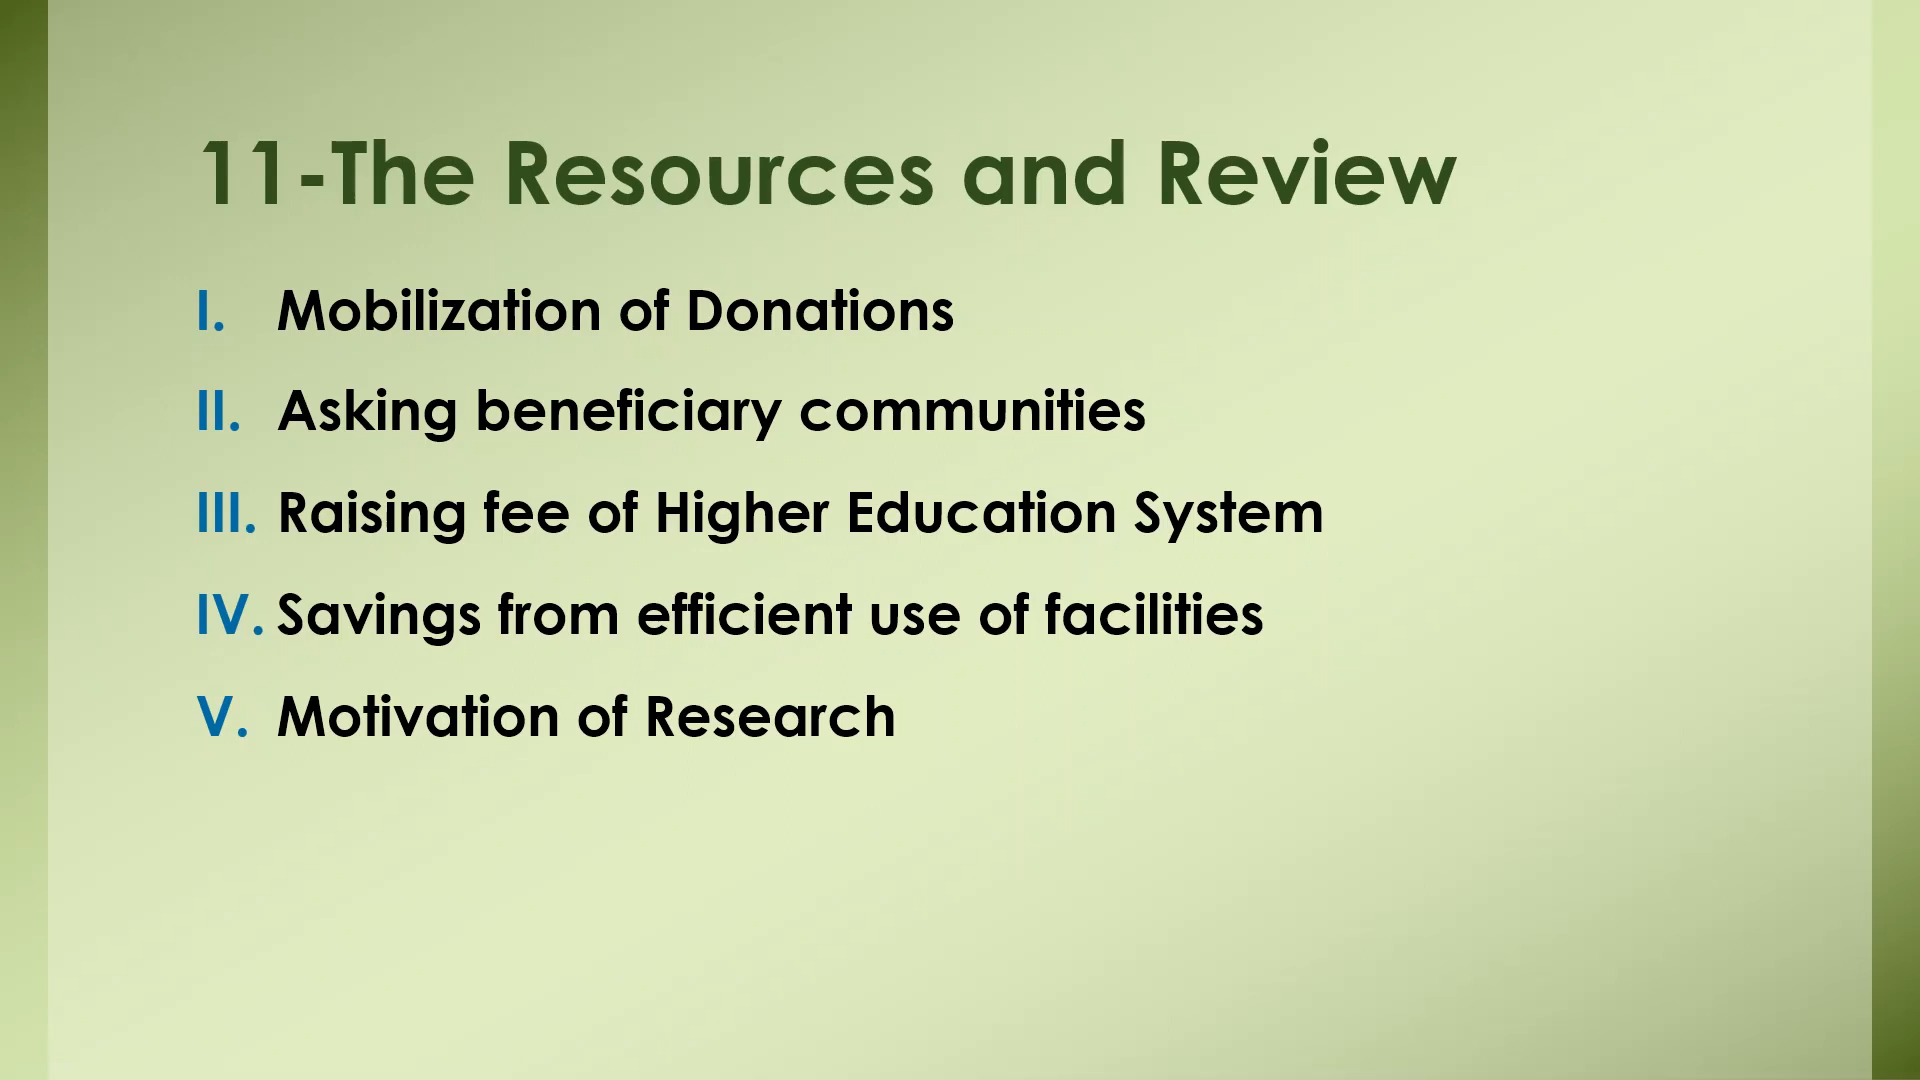 11-The Resources and Review
I. Mobilization of Donations
II. Asking beneficiary communities
III. Raising fee of Higher Education System
IV. Savings from efficient use of facilities
V. Motivation of Research